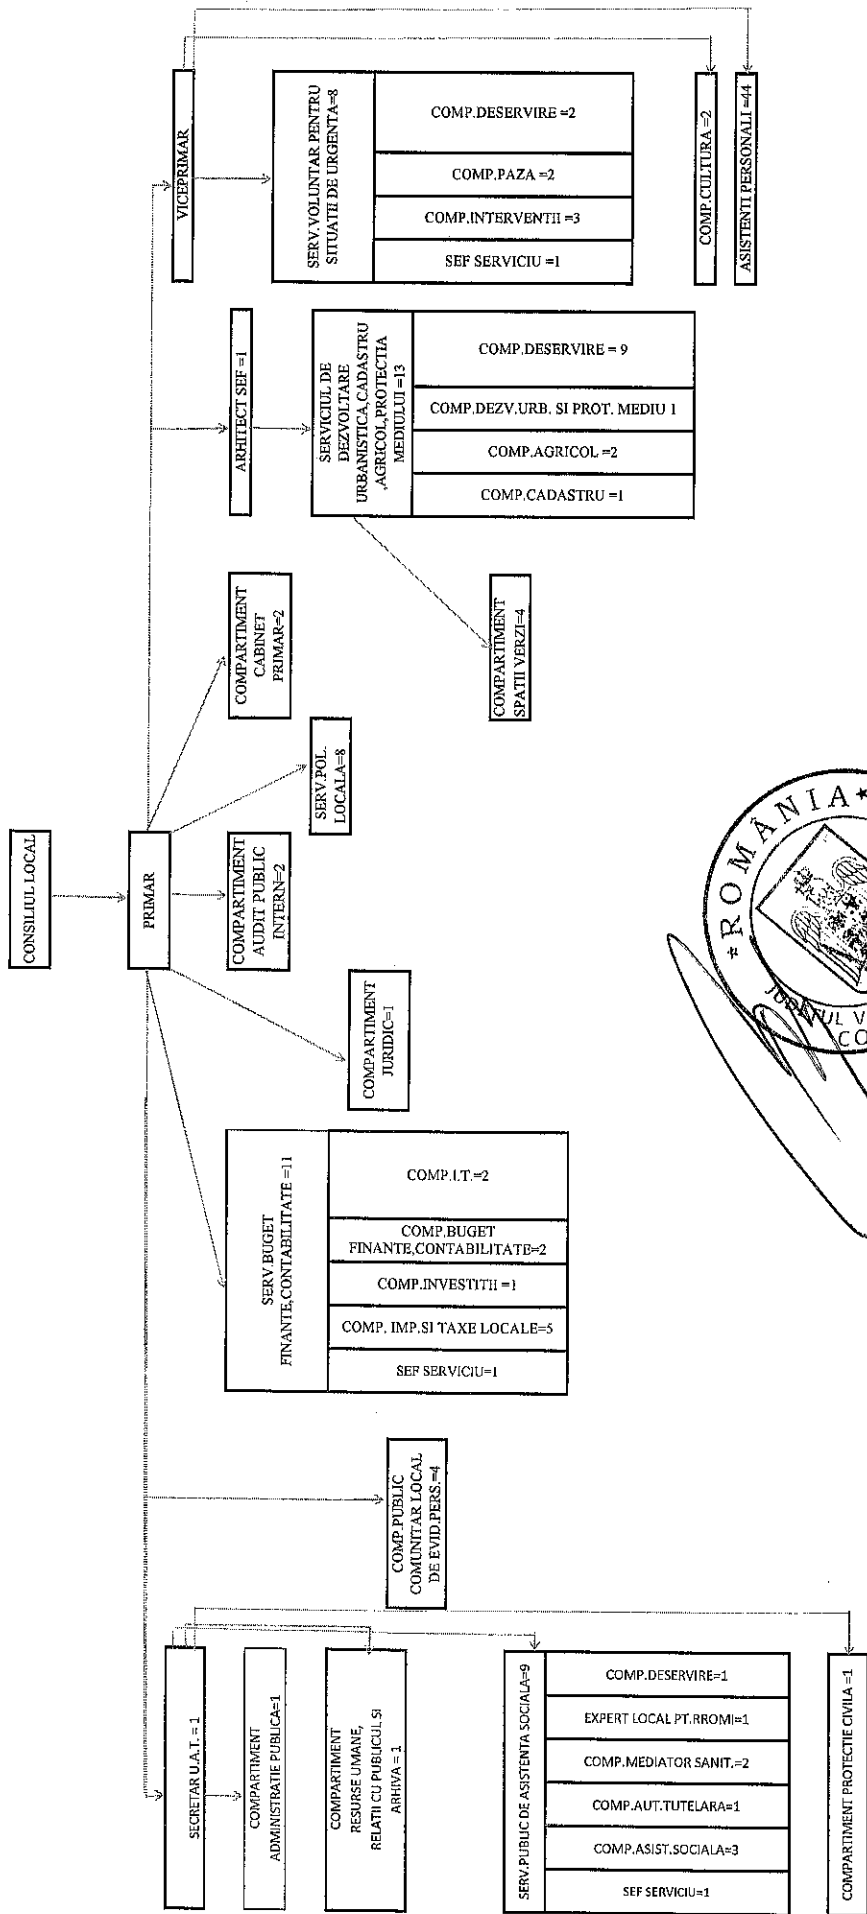 CONSILIUL LOCAL
PRIMAR
SECRETAR U.A.T. = 1
COMPARTIMENT
ADMINISTRATIE PUBLICA=1
COMPARTIMENT
RESURSE UMANE,
RELATII CU PUBLICUL SI
ARHIVA = 1
SERV.PUBLIC DE ASISTENTA SOCIALA=9
COMP.DESERVIRE=1
EXPERT LOCAL PT.RROMI=1
COMP.MEDIATOR SANIT.=2
COMP.AUT.TUTELARA=1
COMP.ASIST.SOCIALA=3
SEF SERVICIU=1
COMPARTIMENT PROTECTIE CIVILA =1
COMP.PUBLIC
COMUNITAR LOCAL
DE EVID.PERS.=4
SERV.BUGET
FINANTE,CONTABILITATE =11
COMP.I.T.=2
COMP.BUGET
FINANTE,CONTABILITATE=2
COMP.INVESTITII =1
COMP. IMP.SI TAXE LOCALE=5
SEF SERVICIU=1
COMPARTIMENT
JURIDIC=1
COMPARTIMENT
AUDIT PUBLIC
INTERN=2
SERV.POL.
LOCALA=8
COMPARTIMENT
CABINET
PRIMAR=2
ARHITECT SEF =1
SERVICIUL DE
DEZVOLTARE
URBANISTICA,CADASTRU
,AGRICOL,PROTECTIA
MEDIULUI =13
COMP.DESERVIRE = 9
COMP.DEZV.URB. SI PROT. MEDIU 1
COMP.AGRICOL =2
COMP.CADASTRU =1
COMPARTIMENT
SPATII VERZI=4
VICEPRIMAR
SERV.VOLUNTAR PENTRU
SITUATII DE URGENTA=8
COMP.DESERVIRE =2
COMP.PAZA =2
COMP.INTERVENTII =3
SEF SERVICIU =1
COMP.CULTURA =2
ASISTENTI PERSONALI =44
*ROMÂNIA*
JUDEȚUL V
CO